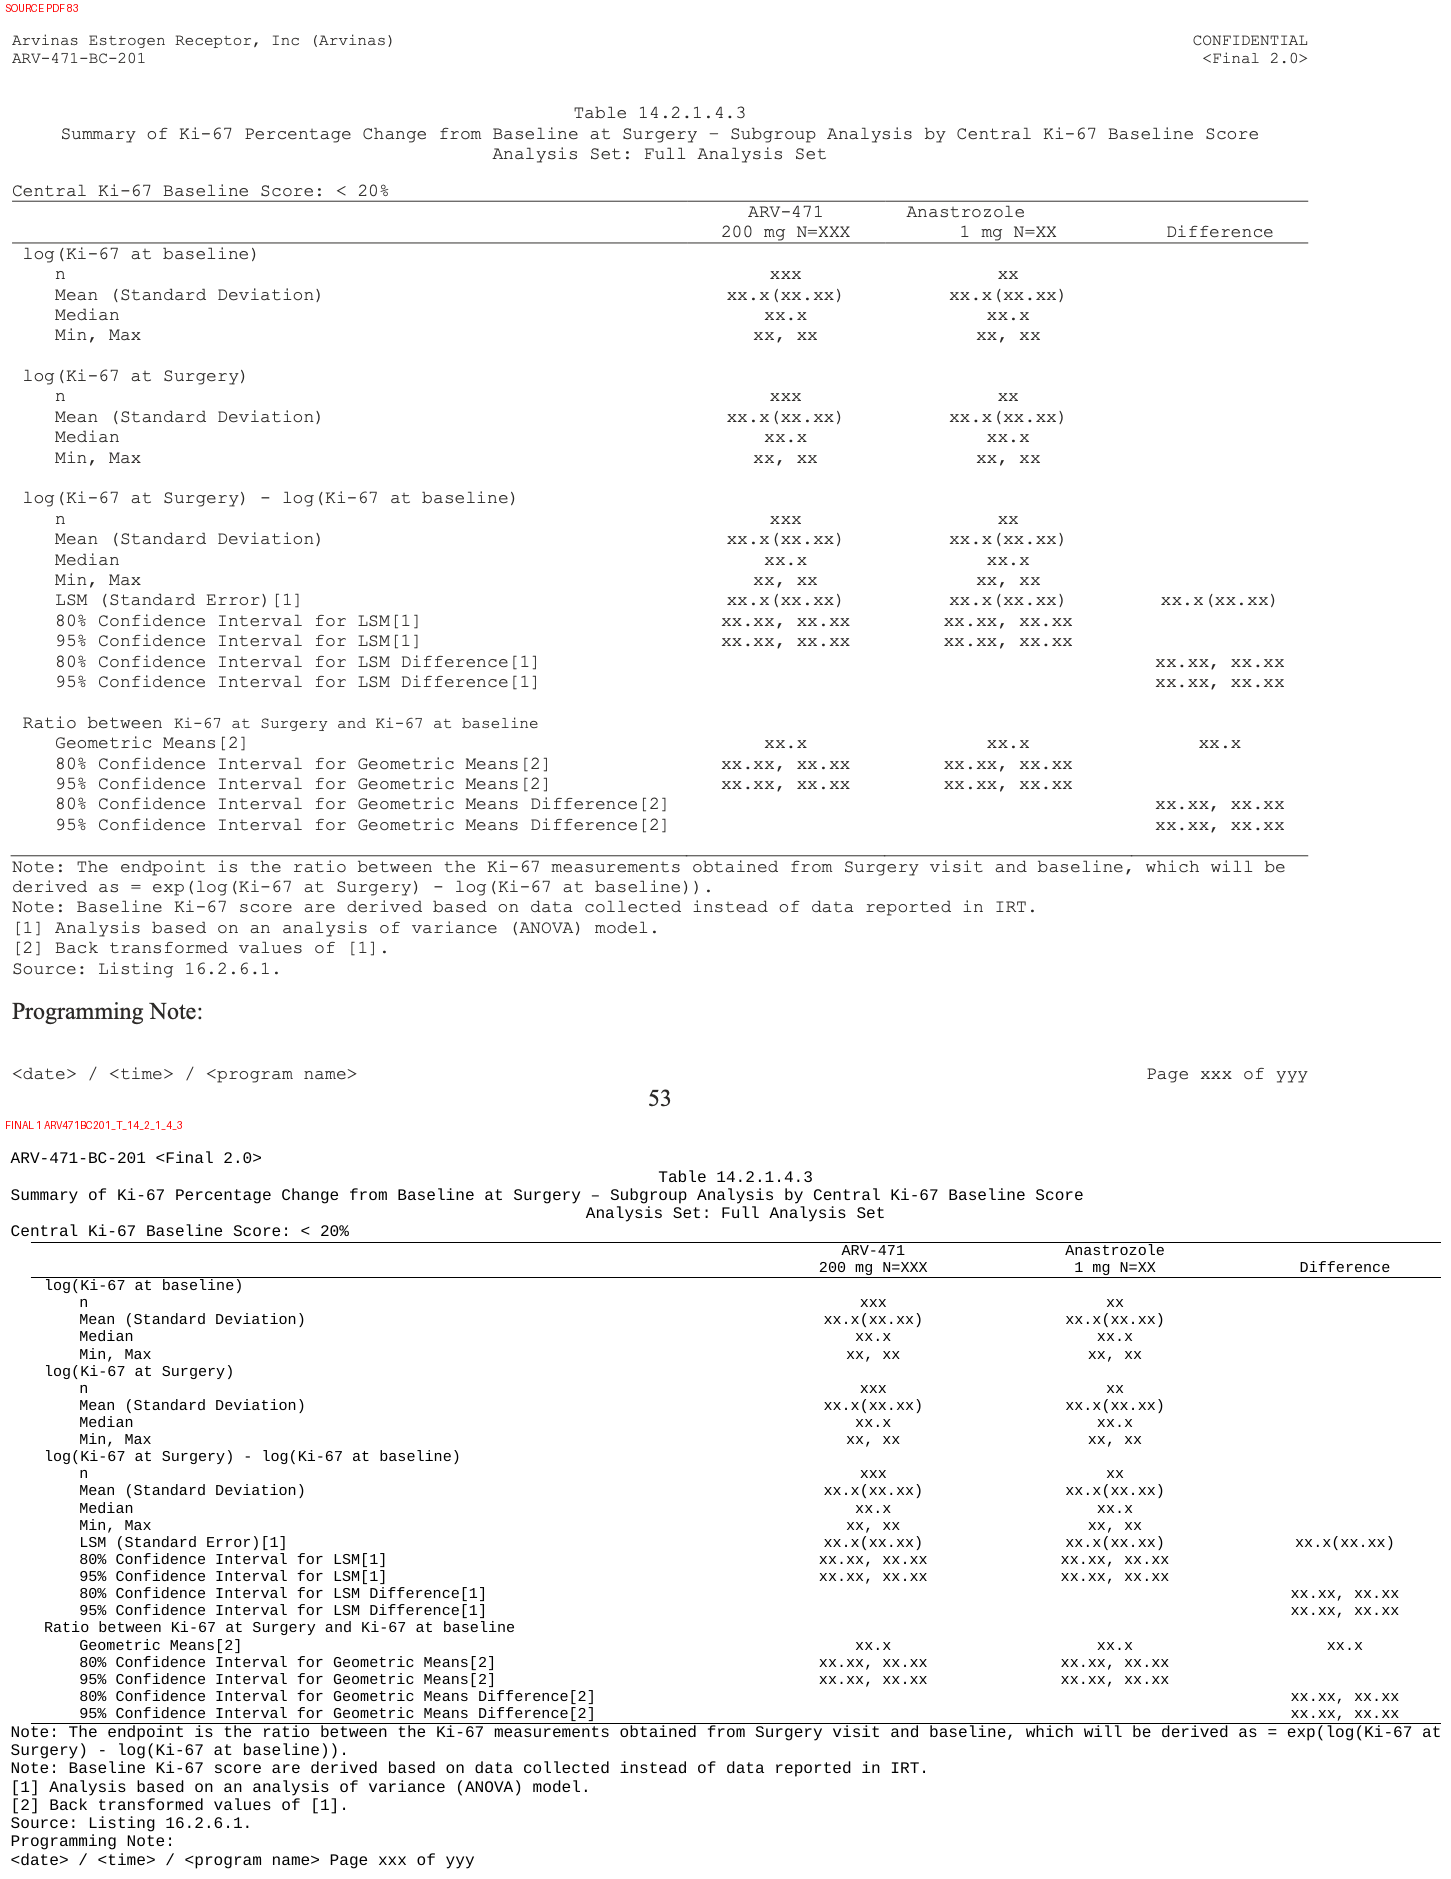 SOURCE PDF 83
Arvinas Estrogen Receptor, Inc (Arvinas) CONFIDENTIAL
ARV-471-BC-201 <Final 2.0>
Table 14.2.1.4.3
Summary of Ki-67 Percentage Change from Baseline at Surgery – Subgroup Analysis by Central Ki-67 Baseline Score
Analysis Set: Full Analysis Set
Central Ki-67 Baseline Score: < 20%
ARV-471 Anastrozole
200 mg N=XXX 1 mg N=XX Difference
log(Ki-67 at baseline)
n xxx xx
Mean (Standard Deviation) xx.x(xx.xx) xx.x(xx.xx)
Median xx.x xx.x
Min, Max xx, xx xx, xx
log(Ki-67 at Surgery)
n xxx xx
Mean (Standard Deviation) xx.x(xx.xx) xx.x(xx.xx)
Median xx.x xx.x
Min, Max xx, xx xx, xx
log(Ki-67 at Surgery) - log(Ki-67 at baseline)
n xxx xx
Mean (Standard Deviation) xx.x(xx.xx) xx.x(xx.xx)
Median xx.x xx.x
Min, Max xx, xx xx, xx
LSM (Standard Error)[1] xx.x(xx.xx) xx.x(xx.xx) xx.x(xx.xx)
80% Confidence Interval for LSM[1] xx.xx, xx.xx xx.xx, xx.xx
95% Confidence Interval for LSM[1] xx.xx, xx.xx xx.xx, xx.xx
80% Confidence Interval for LSM Difference[1] xx.xx, xx.xx
95% Confidence Interval for LSM Difference[1] xx.xx, xx.xx
Ratio between Ki-67 at Surgery and Ki-67 at baseline
Geometric Means[2] xx.x xx.x xx.x
80% Confidence Interval for Geometric Means[2] xx.xx, xx.xx xx.xx, xx.xx
95% Confidence Interval for Geometric Means[2] xx.xx, xx.xx xx.xx, xx.xx
80% Confidence Interval for Geometric Means Difference[2] xx.xx, xx.xx
95% Confidence Interval for Geometric Means Difference[2] xx.xx, xx.xx
Note: The endpoint is the ratio between the Ki-67 measurements obtained from Surgery visit and baseline, which will be
derived as = exp(log(Ki-67 at Surgery) - log(Ki-67 at baseline)).
Note: Baseline Ki-67 score are derived based on data collected instead of data reported in IRT.
[1] Analysis based on an analysis of variance (ANOVA) model.
[2] Back transformed values of [1].
Source: Listing 16.2.6.1.
Programming Note:
<date> / <time> / <program name> Page xxx of yyy
53
FINAL 1 ARV471BC201_T_14_2_1_4_3
ARV-471-BC-201 <Final 2.0>
Table 14.2.1.4.3
Summary of Ki-67 Percentage Change from Baseline at Surgery – Subgroup Analysis by Central Ki-67 Baseline Score
Analysis Set: Full Analysis Set
Central Ki-67 Baseline Score: < 20%
ARV-471 Anastrozole
200 mg N=XXX 1 mg N=XX Difference
log(Ki-67 at baseline)
n xxx xx
Mean (Standard Deviation) xx.x(xx.xx) xx.x(xx.xx)
Median xx.x xx.x
Min, Max xx, xx xx, xx
log(Ki-67 at Surgery)
n xxx xx
Mean (Standard Deviation) xx.x(xx.xx) xx.x(xx.xx)
Median xx.x xx.x
Min, Max xx, xx xx, xx
log(Ki-67 at Surgery) - log(Ki-67 at baseline)
n xxx xx
Mean (Standard Deviation) xx.x(xx.xx) xx.x(xx.xx)
Median xx.x xx.x
Min, Max xx, xx xx, xx
LSM (Standard Error)[1] xx.x(xx.xx) xx.x(xx.xx) xx.x(xx.xx)
80% Confidence Interval for LSM[1] xx.xx, xx.xx xx.xx, xx.xx
95% Confidence Interval for LSM[1] xx.xx, xx.xx xx.xx, xx.xx
80% Confidence Interval for LSM Difference[1] xx.xx, xx.xx
95% Confidence Interval for LSM Difference[1] xx.xx, xx.xx
Ratio between Ki-67 at Surgery and Ki-67 at baseline
Geometric Means[2] xx.x xx.x xx.x
80% Confidence Interval for Geometric Means[2] xx.xx, xx.xx xx.xx, xx.xx
95% Confidence Interval for Geometric Means[2] xx.xx, xx.xx xx.xx, xx.xx
80% Confidence Interval for Geometric Means Difference[2] xx.xx, xx.xx
95% Confidence Interval for Geometric Means Difference[2] xx.xx, xx.xx
Note: The endpoint is the ratio between the Ki-67 measurements obtained from Surgery visit and baseline, which will be derived as = exp(log(Ki-67 at
Surgery) - log(Ki-67 at baseline)).
Note: Baseline Ki-67 score are derived based on data collected instead of data reported in IRT.
[1] Analysis based on an analysis of variance (ANOVA) model.
[2] Back transformed values of [1].
Source: Listing 16.2.6.1.
Programming Note:
<date> / <time> / <program name> Page xxx of yyy